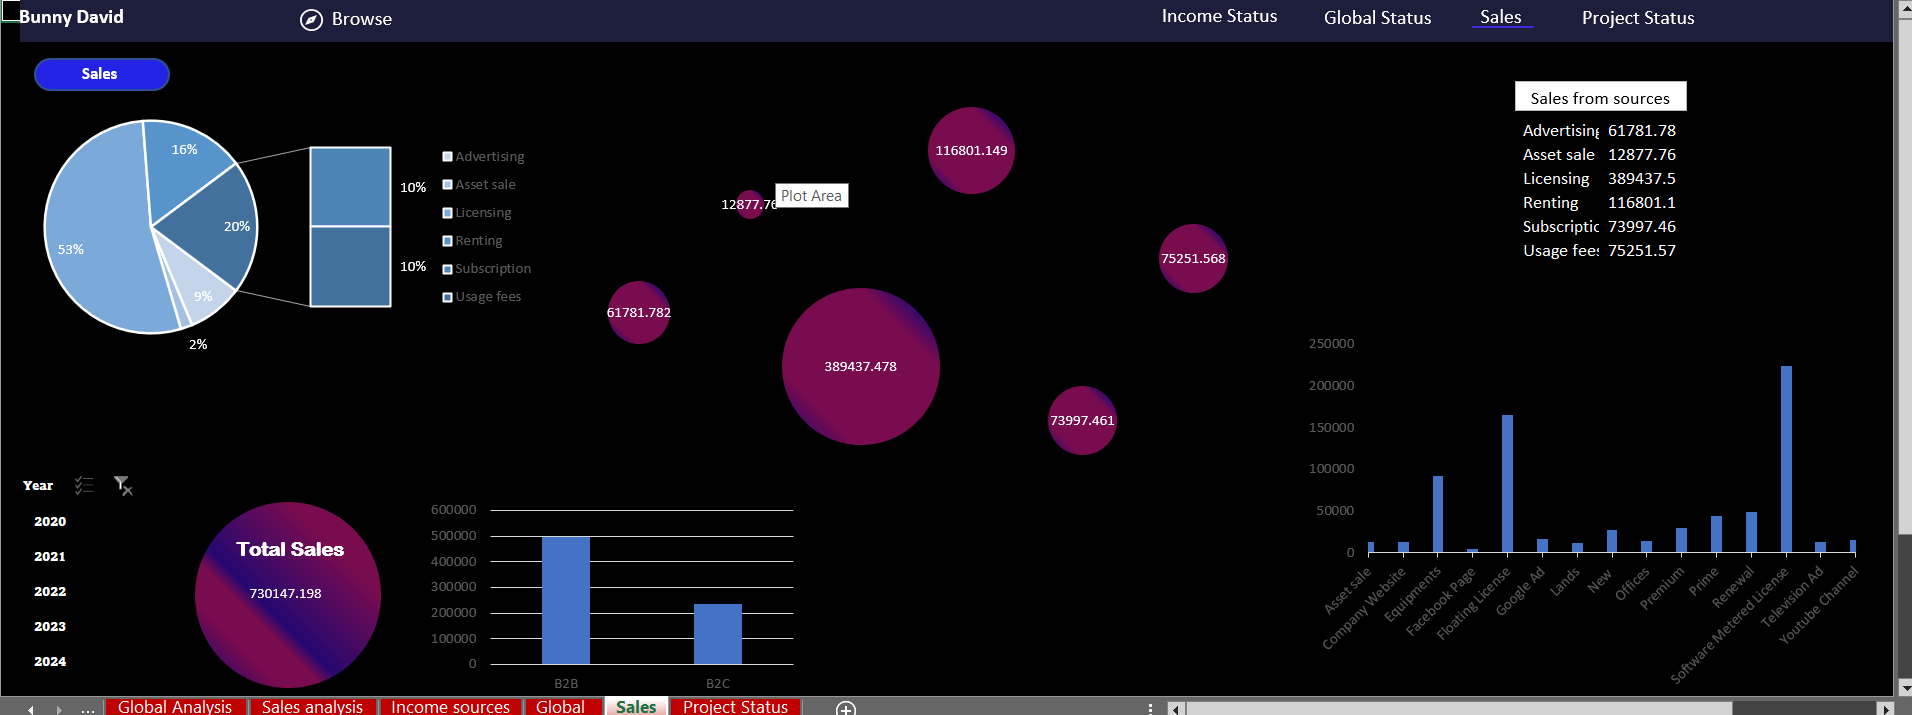 Bunny David
Browse
Income Status
Global Status
Sales
Project Status
Sales
16%
53%
20%
9%
2%
10%
10%
Advertising
Asset sale
Licensing
Renting
Subscription
Usage fees
116801.149
12877.76
Plot Area
75251.568
61781.782
389437.478
73997.461
Sales from sources
Advertising 61781.78
Asset sale 12877.76
Licensing 389437.5
Renting 116801.1
Subscriptic 73997.46
Usage fees 75251.57
250000
200000
150000
100000
50000
0
Asset sale
Company Website
Equipments
Facebook Page
Floating License
Google Ad
Lands
New
Offices
Premium
Prime
Renewal
Software Metered License
Television Ad
Youtube Channel
Year
2020
2021
2022
2023
2024
Total Sales
730147.198
600000
500000
400000
300000
200000
100000
0
B2B
B2C
...
Global Analysis
Sales analysis
Income sources
Global
Sales
Project Status